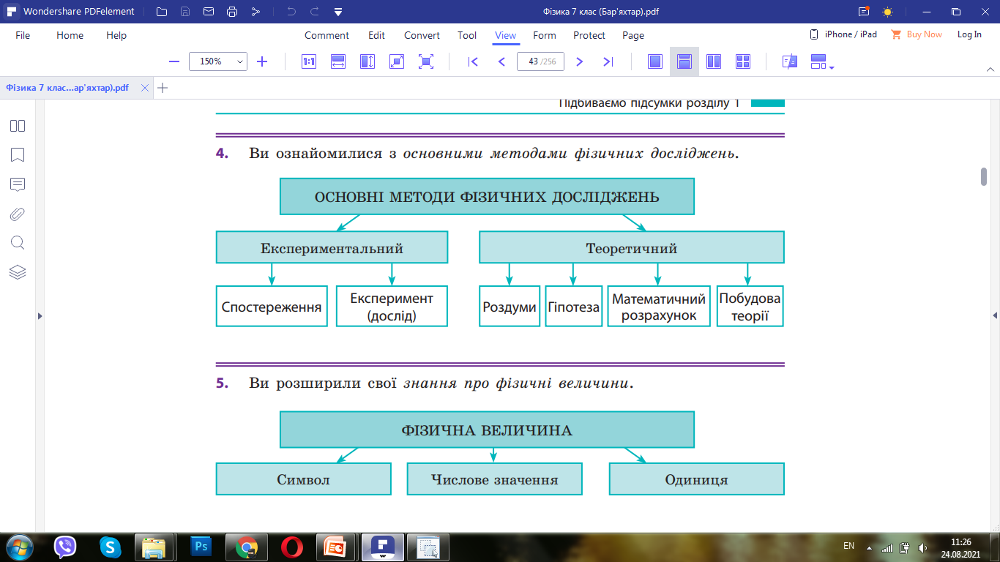 Wondershare PDFelement
Фізика 7 клас (Бар'яхтар).pdf
File Home Help Comment Edit Convert Tool View Form Protect Page iPhone / iPad Buy Now Log In
150% 43 /256
Фізика 7 клас...ар'яхтар).pdf
Підбиваємо підсумки розділу 1
4. Ви ознайомилися з основними методами фізичних досліджень.
ОСНОВНІ МЕТОДИ ФІЗИЧНИХ ДОСЛІДЖЕНЬ
Експериментальний
Теоретичний
Спостереження
Експеримент
(дослід)
Роздуми
Гіпотеза
Математичний
розрахунок
Побудова
теорії
5. Ви розширили свої знання про фізичні величини.
ФІЗИЧНА ВЕЛИЧИНА
Символ
Числове значення
Одиниця
EN
11:26
24.08.2021